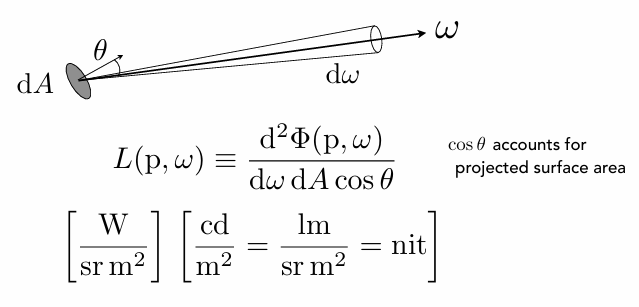 ω
θ
dA
dω
L(p, ω) ≡ d²Φ(p, ω) / dω dA cos θ
cos θ accounts for
projected surface area
[W / sr m²] [cd / m² = lm / sr m² = nit]